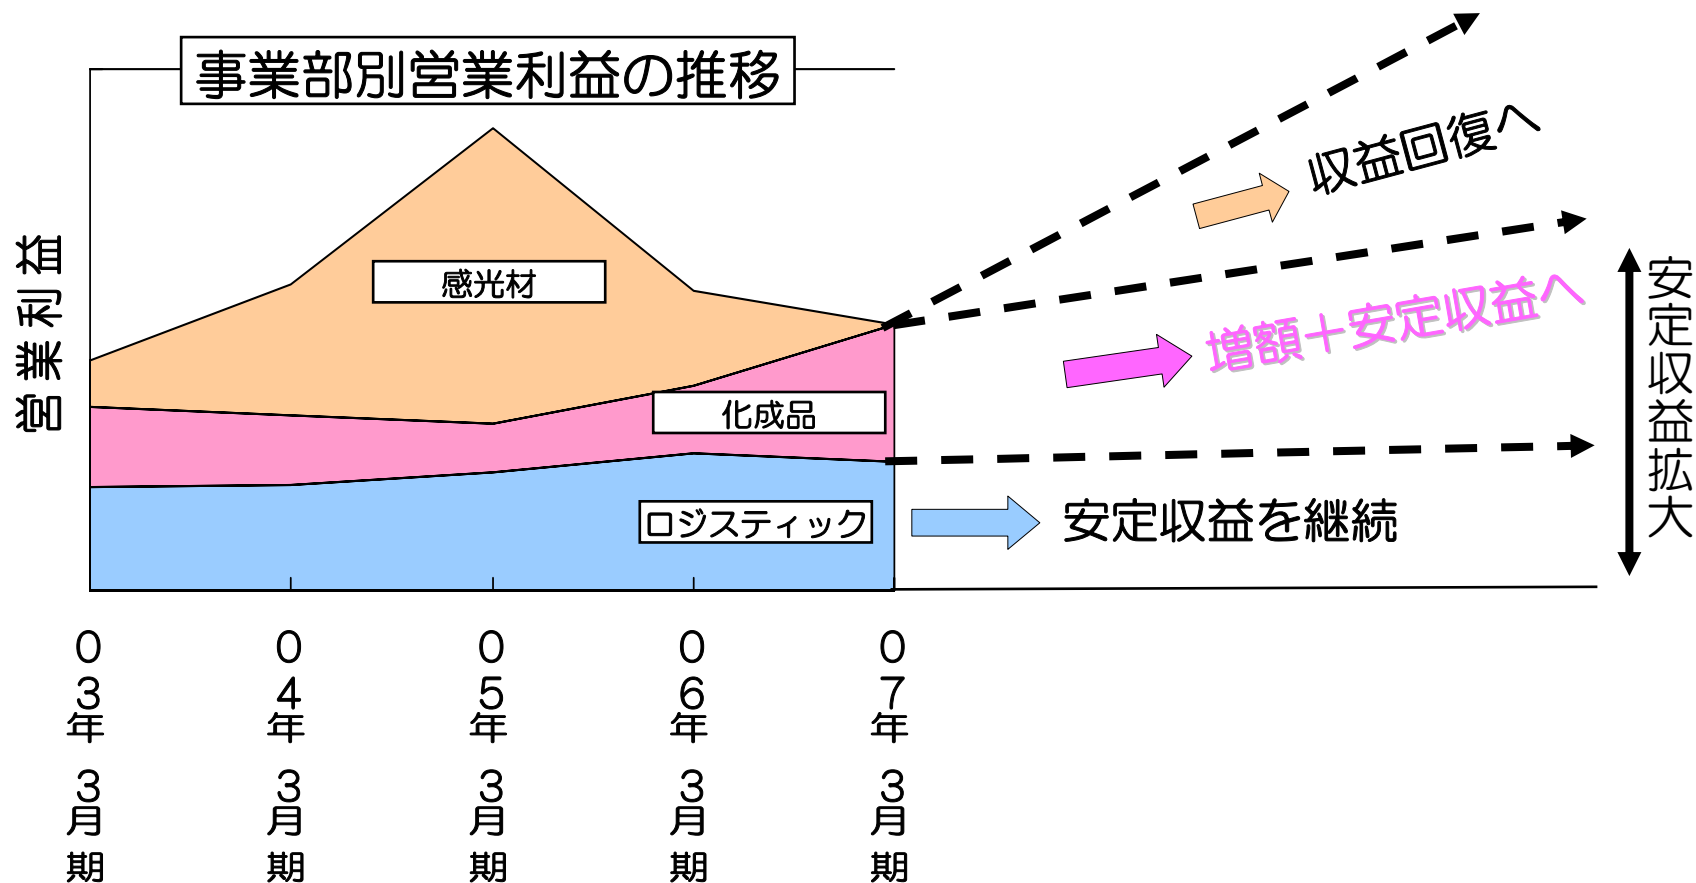 事業部別営業利益の推移
営業利益
感光材
化成品
ロジスティック
収益回復へ
増額＋安定収益へ
安定収益を継続
安定収益拡大
０３年３月期
０４年３月期
０５年３月期
０６年３月期
０７年３月期